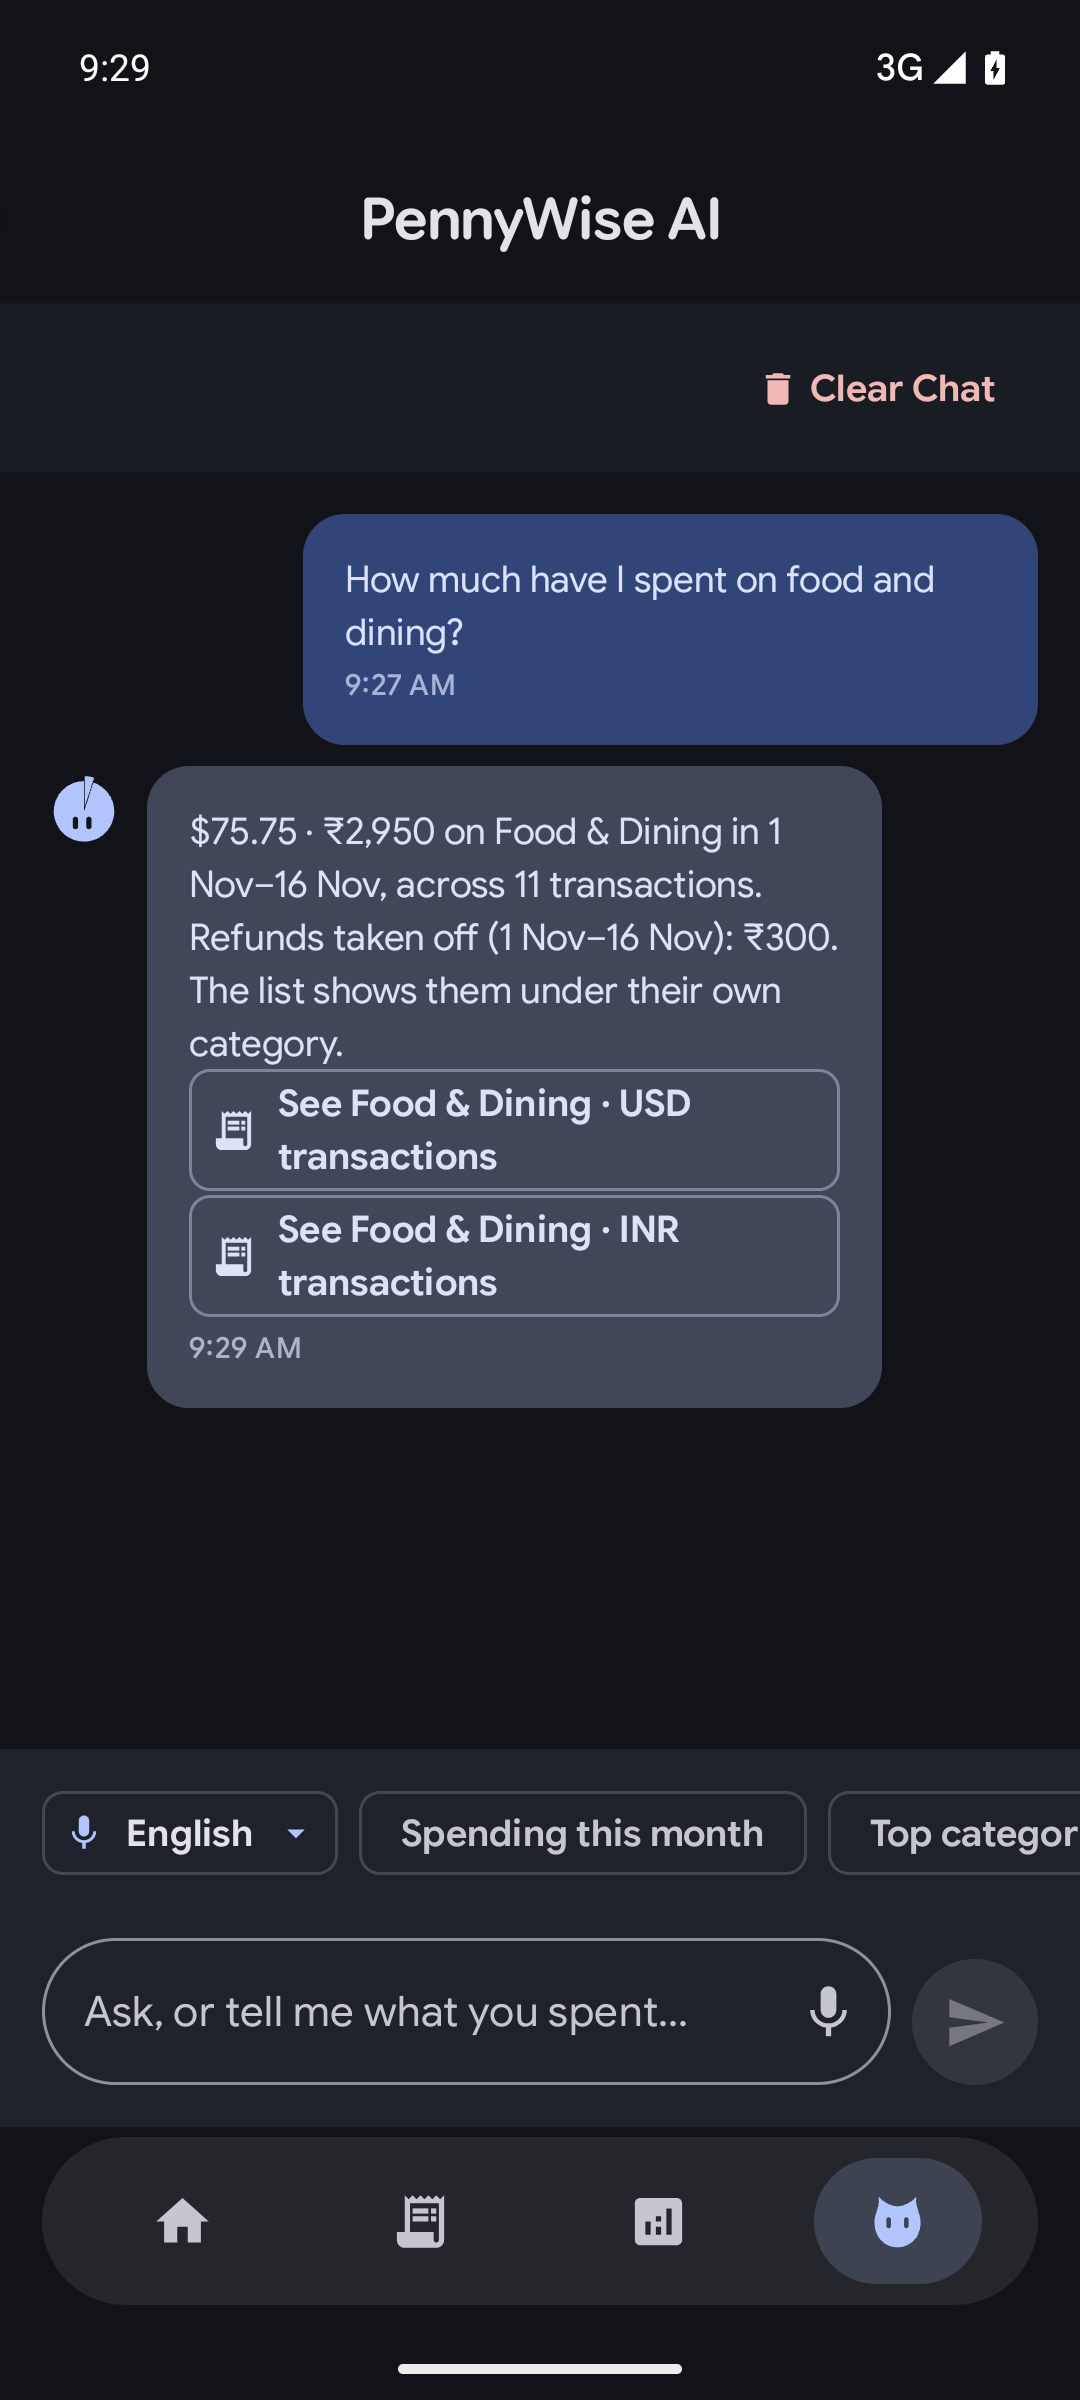 9:29
3G
PennyWise AI
Clear Chat
How much have I spent on food and
dining?
9:27 AM
$75.75 · ₹2,950 on Food & Dining in 1
Nov–16 Nov, across 11 transactions.
Refunds taken off (1 Nov–16 Nov): ₹300.
The list shows them under their own
category.
See Food & Dining · USD
transactions
See Food & Dining · INR
transactions
9:29 AM
English
Spending this month
Top categor
Ask, or tell me what you spent...